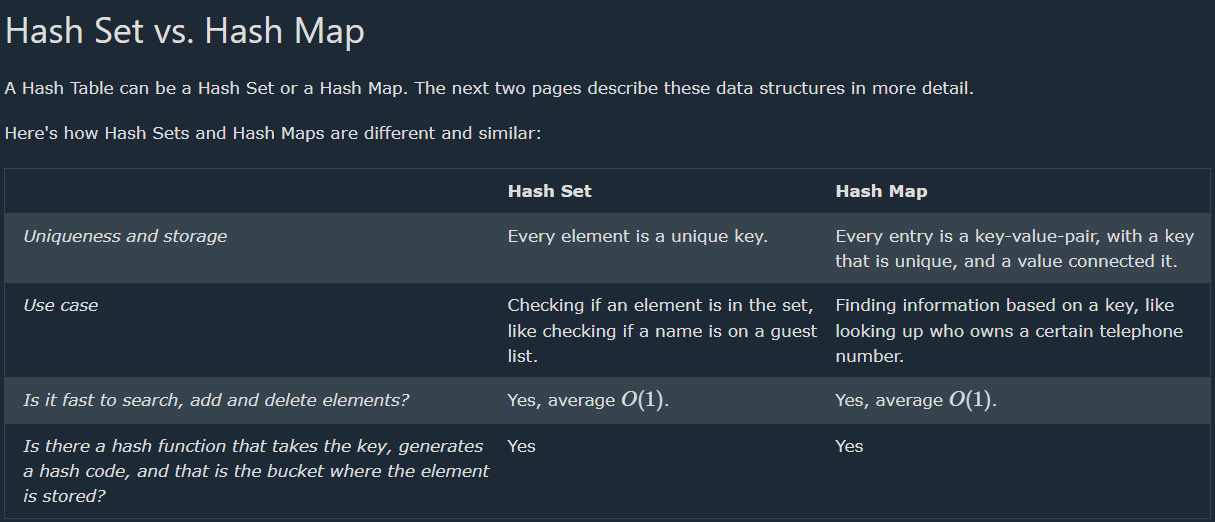 Hash Set vs. Hash Map
A Hash Table can be a Hash Set or a Hash Map. The next two pages describe these data structures in more detail.
Here's how Hash Sets and Hash Maps are different and similar:
Hash Set
Hash Map
Uniqueness and storage
Every element is a unique key.
Every entry is a key-value-pair, with a key
that is unique, and a value connected it.
Use case
Checking if an element is in the set,
like checking if a name is on a guest
list.
Finding information based on a key, like
looking up who owns a certain telephone
number.
Is it fast to search, add and delete elements?
Yes, average O(1).
Yes, average O(1).
Is there a hash function that takes the key, generates
a hash code, and that is the bucket where the element
is stored?
Yes
Yes